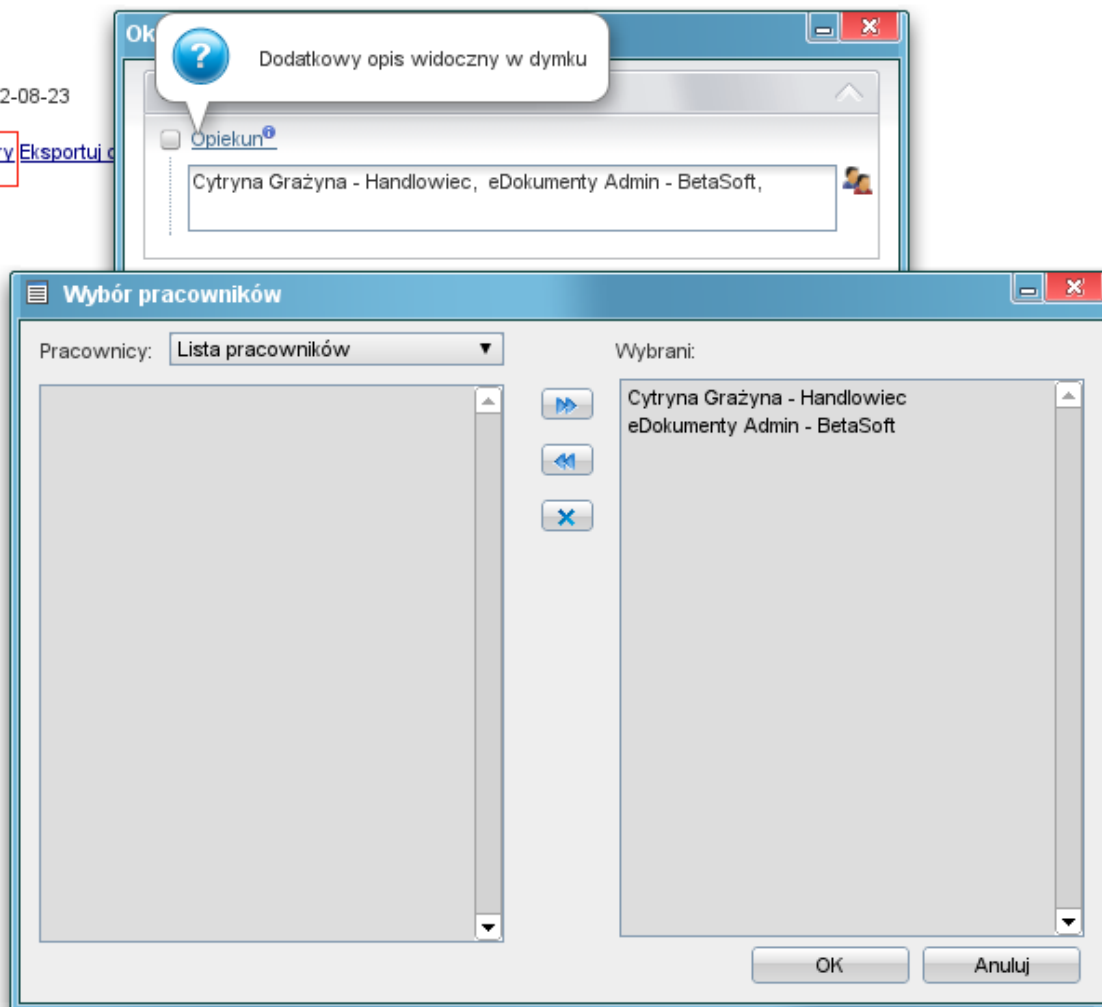 Ok
Dodatkowy opis widoczny w dymku
2-08-23
ry Eksportuj
Opiekun
Cytryna Grażyna - Handlowiec, eDokumenty Admin - BetaSoft,
Wybór pracowników
Pracownicy: Lista pracowników
Wybrani:
Cytryna Grażyna - Handlowiec
eDokumenty Admin - BetaSoft
OK
Anuluj